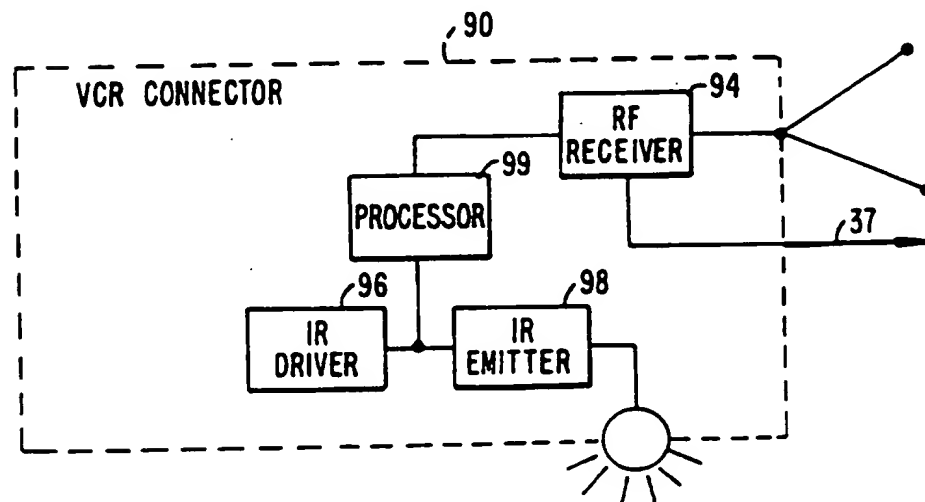 90
VCR CONNECTOR
94
RF
RECEIVER
99
PROCESSOR
37
96
98
IR
DRIVER
IR
EMITTER